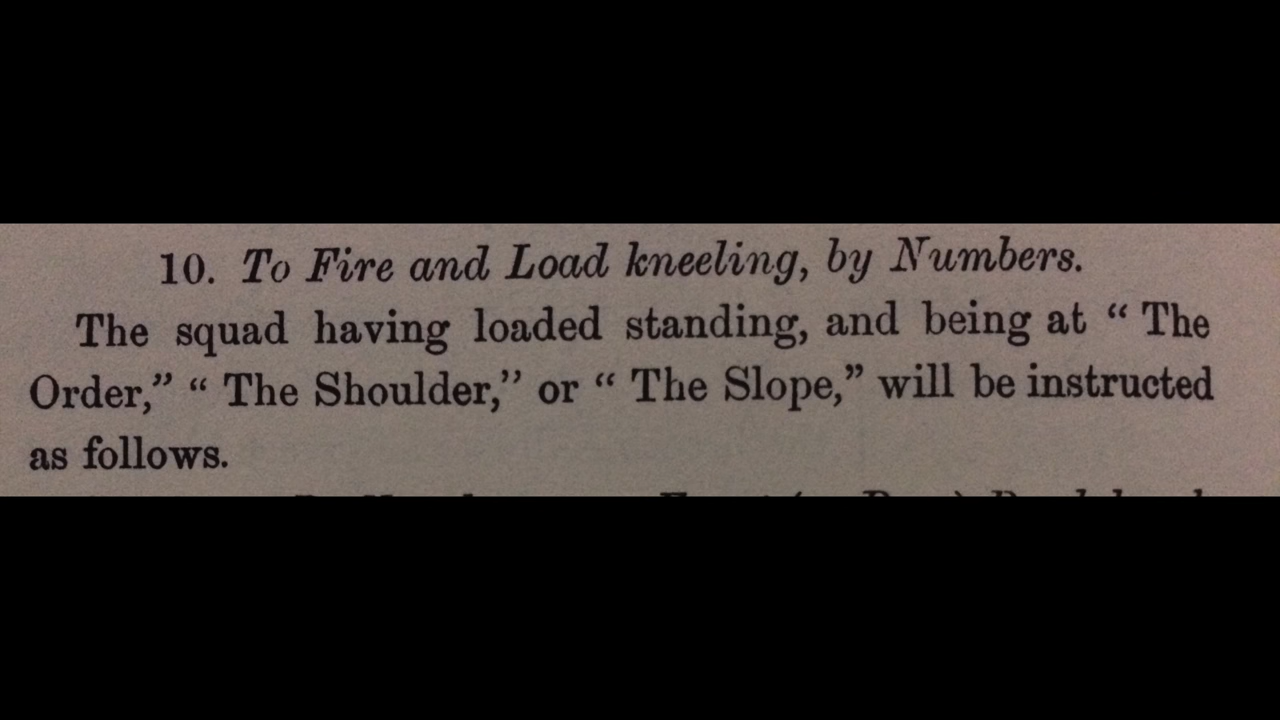 10. To Fire and Load kneeling, by Numbers.
The squad having loaded standing, and being at “ The
Order,” “ The Shoulder,” or “ The Slope,” will be instructed
as follows.